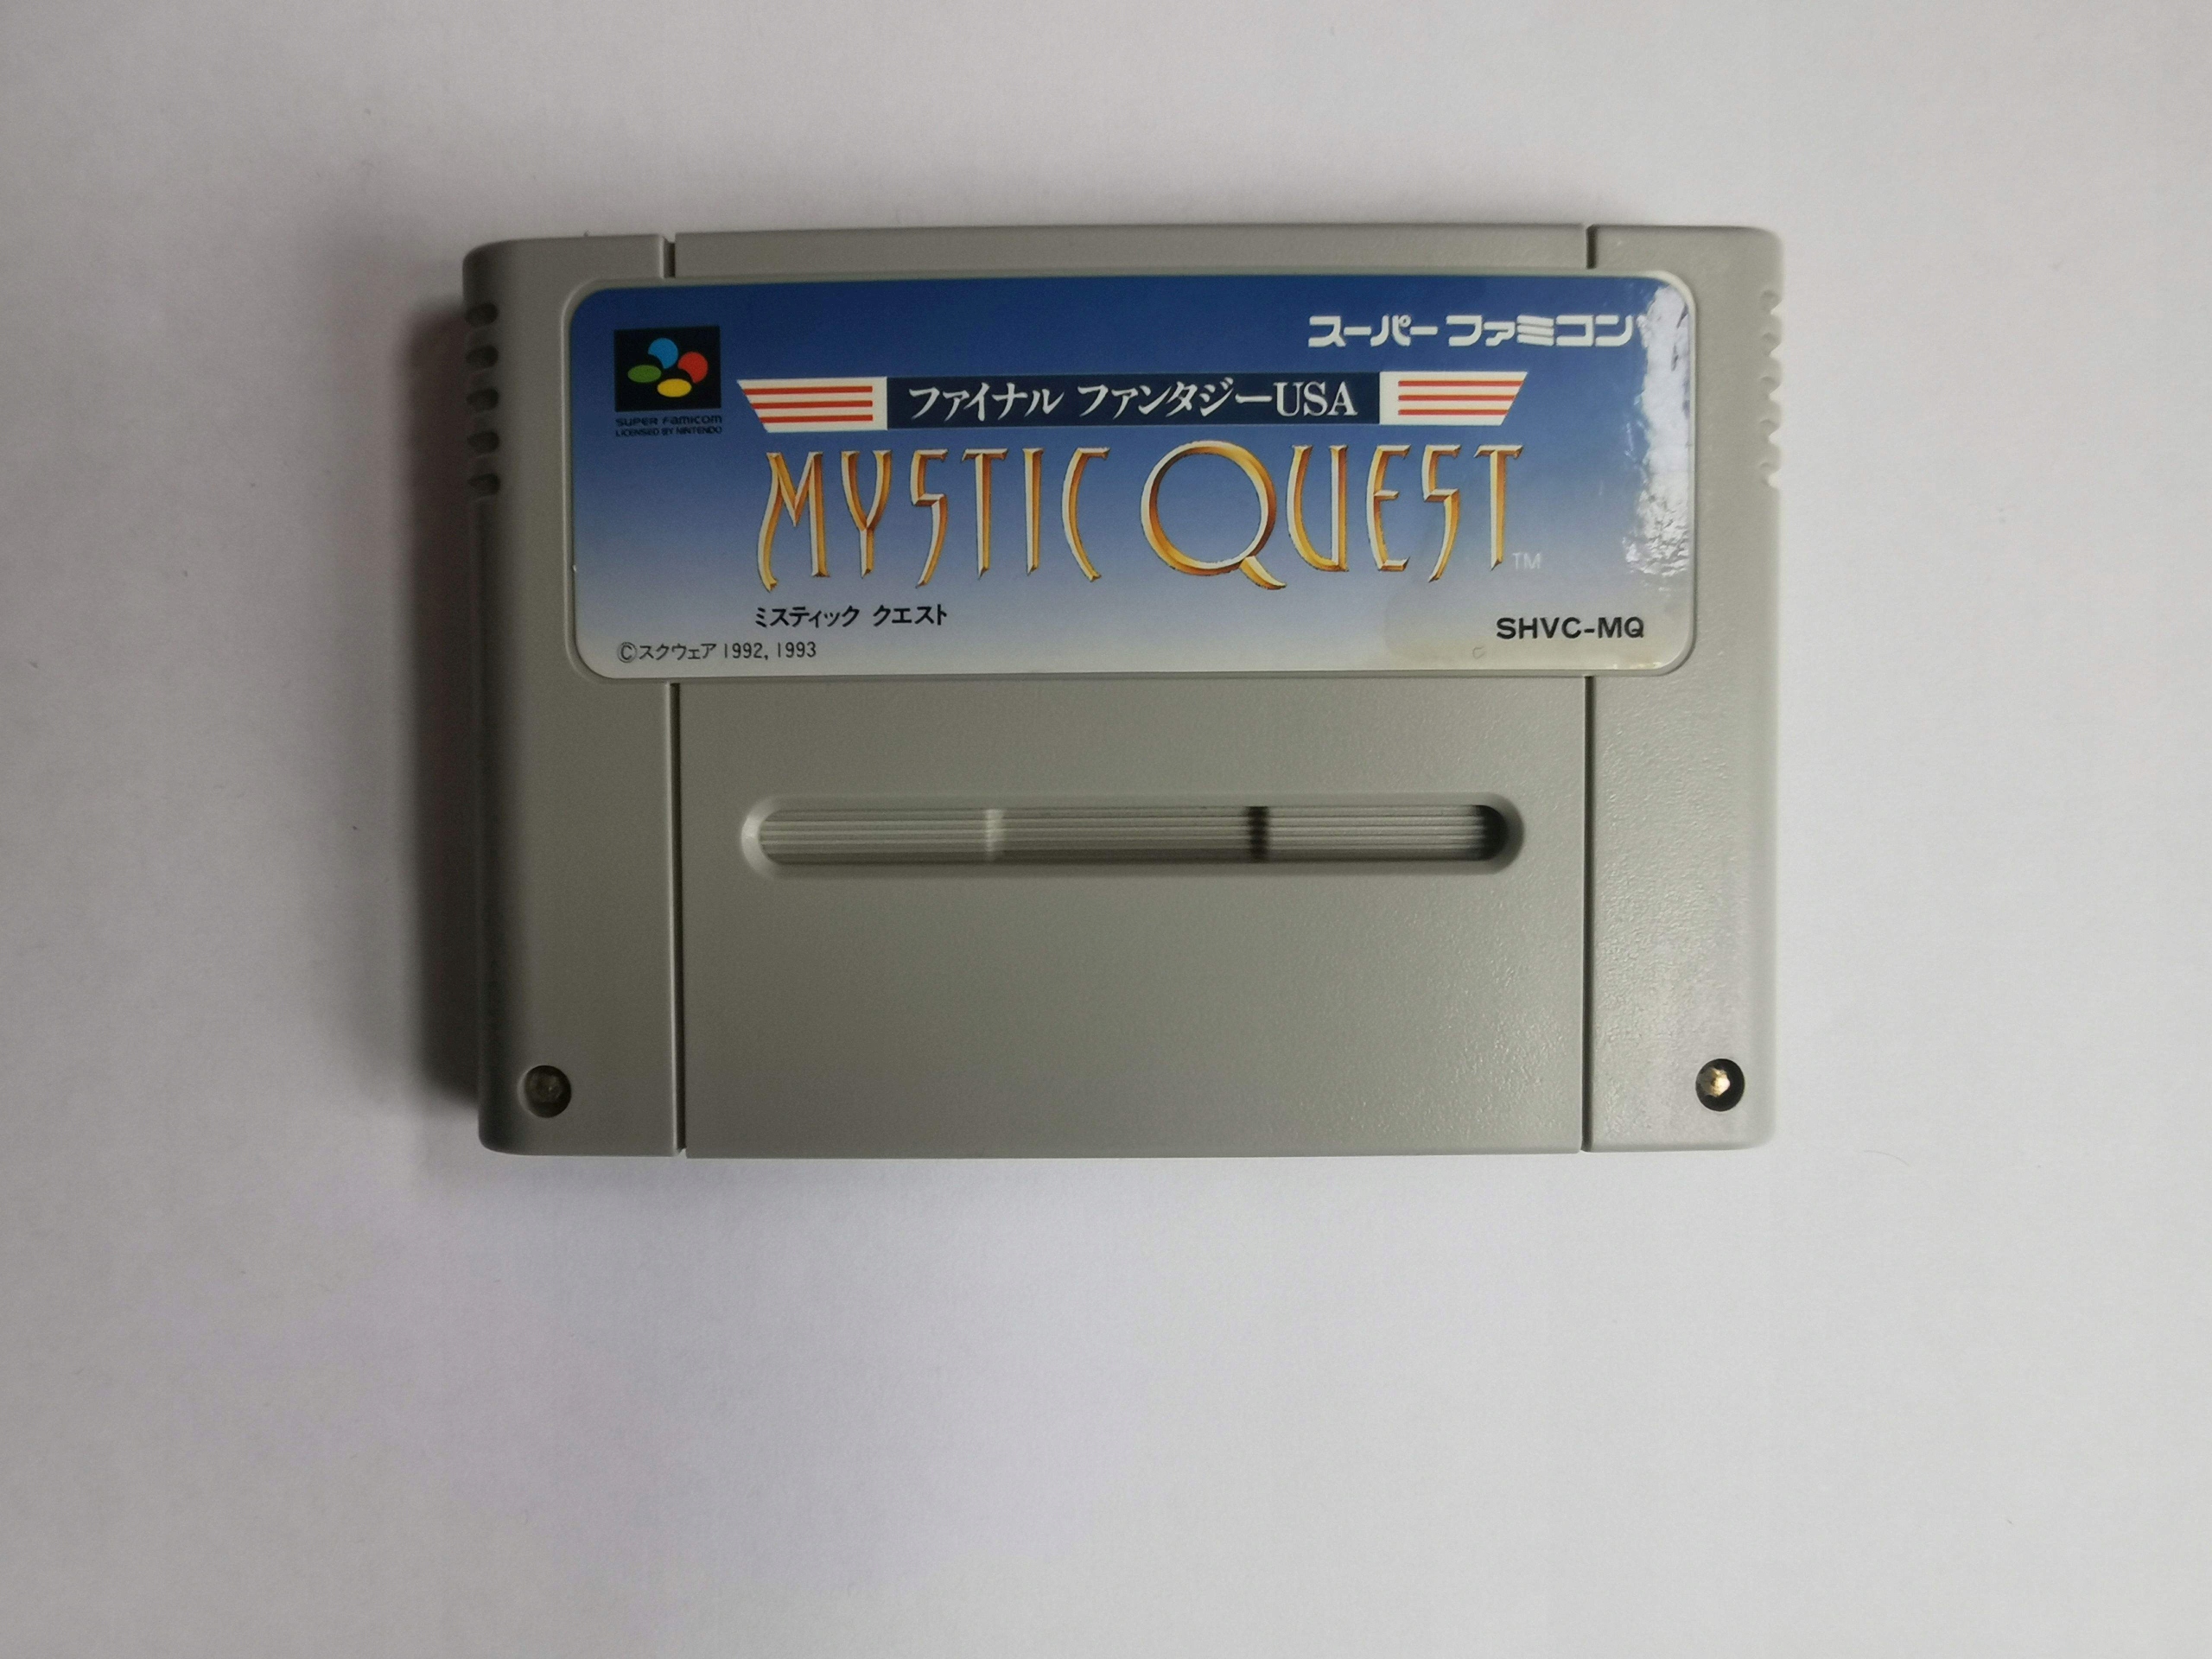 スーパーファミコン
SUPER FAMICOM
LICENSED BY NINTENDO
ファイナル ファンタジーUSA
MYSTIC QUEST™
ミスティック クエスト
SHVC-MQ
©スクウェア 1992, 1993